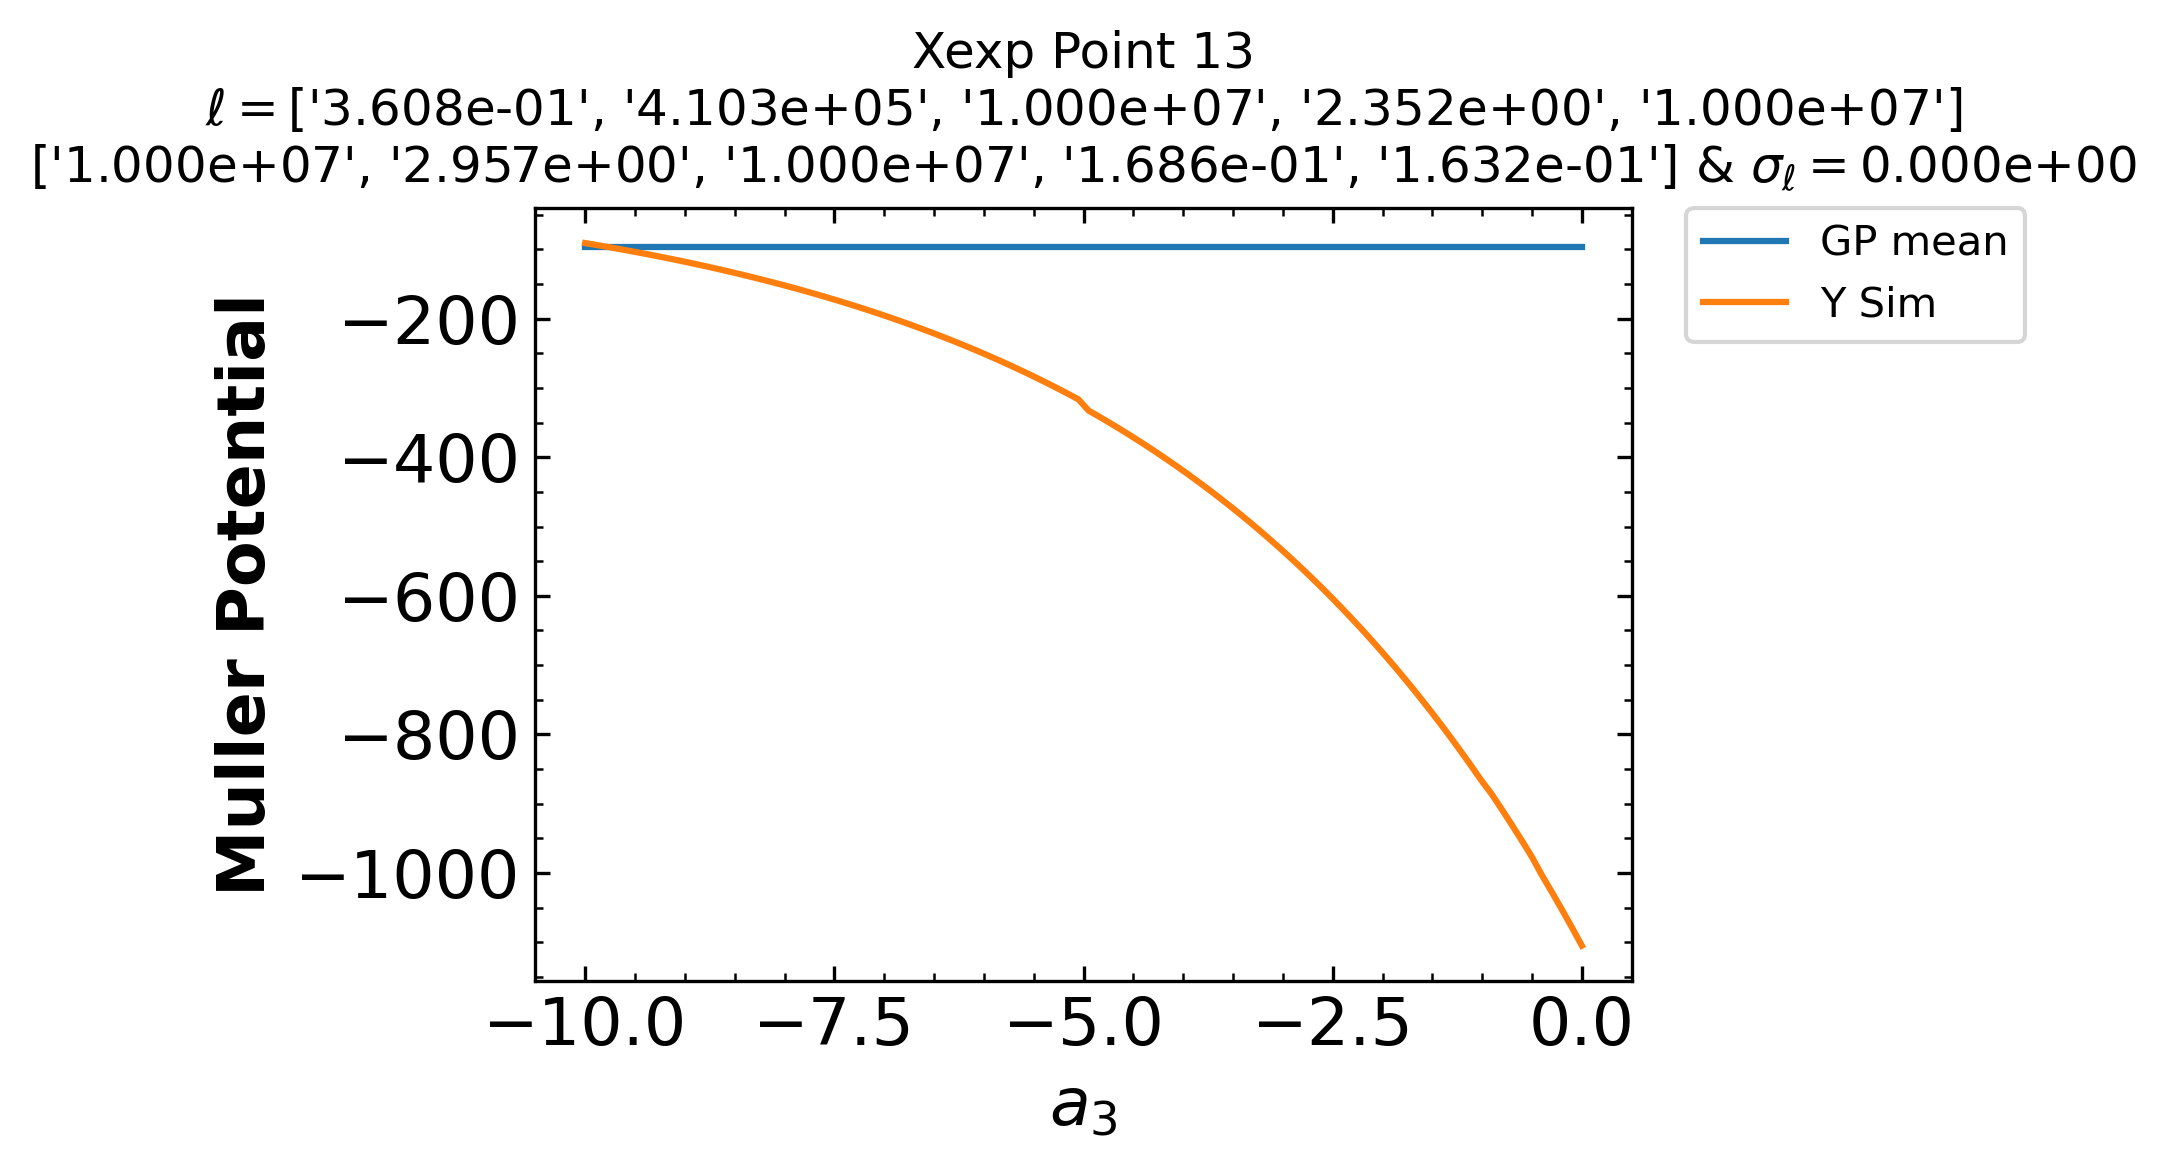 Xexp Point 13
ℓ = ['3.608e-01', '4.103e+05', '1.000e+07', '2.352e+00', '1.000e+07']
['1.000e+07', '2.957e+00', '1.000e+07', '1.686e-01', '1.632e-01'] & σℓ = 0.000e+00
GP mean
Y Sim
Muller Potential
−200
−400
−600
−800
−1000
−10.0 −7.5 −5.0 −2.5 0.0
a₃